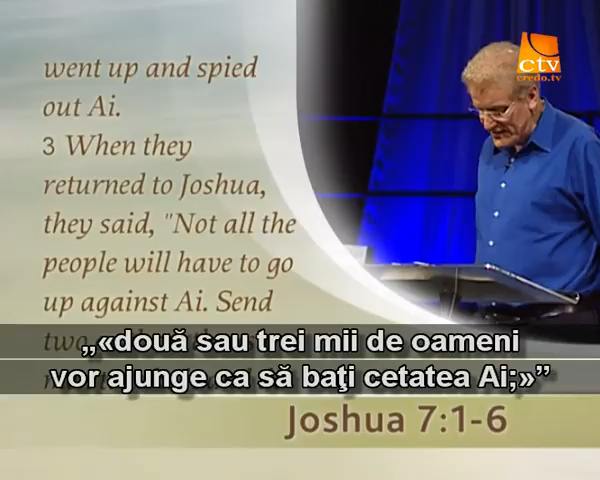 ctv
credo.tv
went up and spied
out Ai.
3 When they
returned to Joshua,
they said, "Not all the
people will have to go
up against Ai. Send
„«două sau trei mii de oameni
vor ajunge ca să baţi cetatea Ai;»”
Joshua 7:1-6